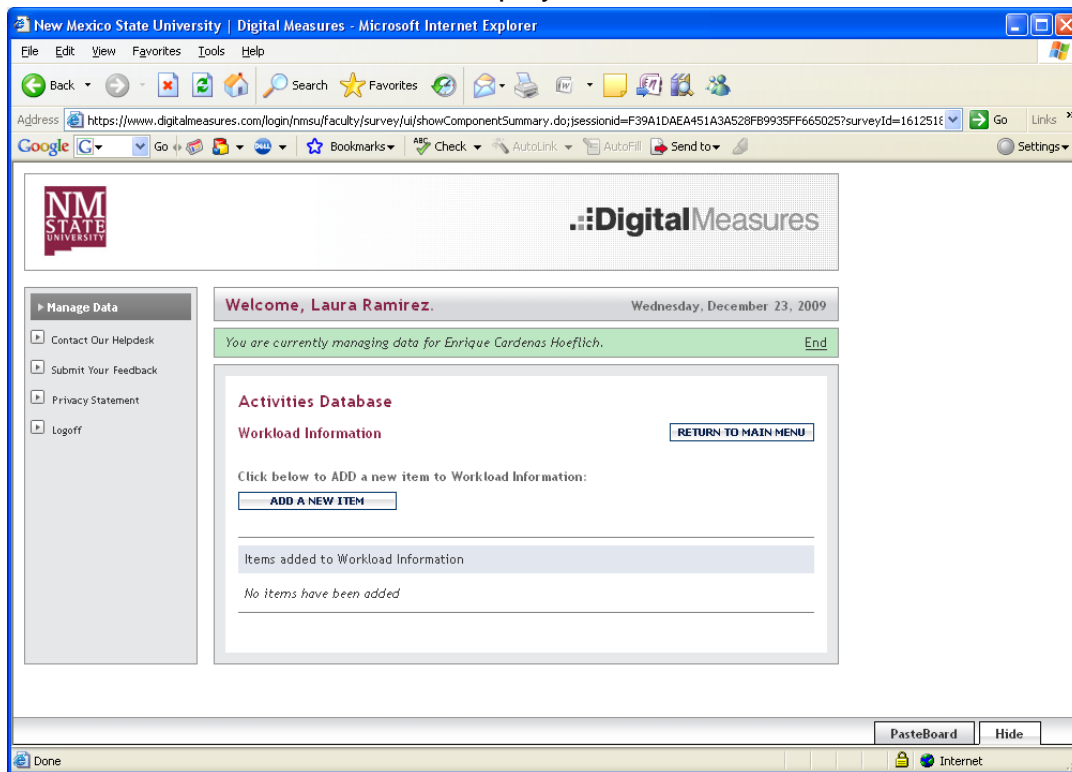 New Mexico State University | Digital Measures - Microsoft Internet Explorer
File Edit View Favorites Tools Help
Back Search Favorites
Address https://www.digitalmeasures.com/login/nmsu/faculty/survey/ui/showComponentSummary.do;jsessionid=F39A1DAEA451A3A528FB9935FF665025?surveyId=1612518 Go Links »
Google G Go Bookmarks ABC Check AutoLink AutoFill Send to Settings
NM
STATE
UNIVERSITY
.:iDigitalMeasures
Manage Data
Welcome, Laura Ramirez. Wednesday, December 23, 2009
Contact Our Helpdesk
You are currently managing data for Enrique Cardenas Hoeflich. End
Submit Your Feedback
Privacy Statement
Activities Database
Logoff
Workload Information RETURN TO MAIN MENU
Click below to ADD a new item to Workload Information:
ADD A NEW ITEM
Items added to Workload Information
No items have been added
PasteBoard Hide
Done Internet